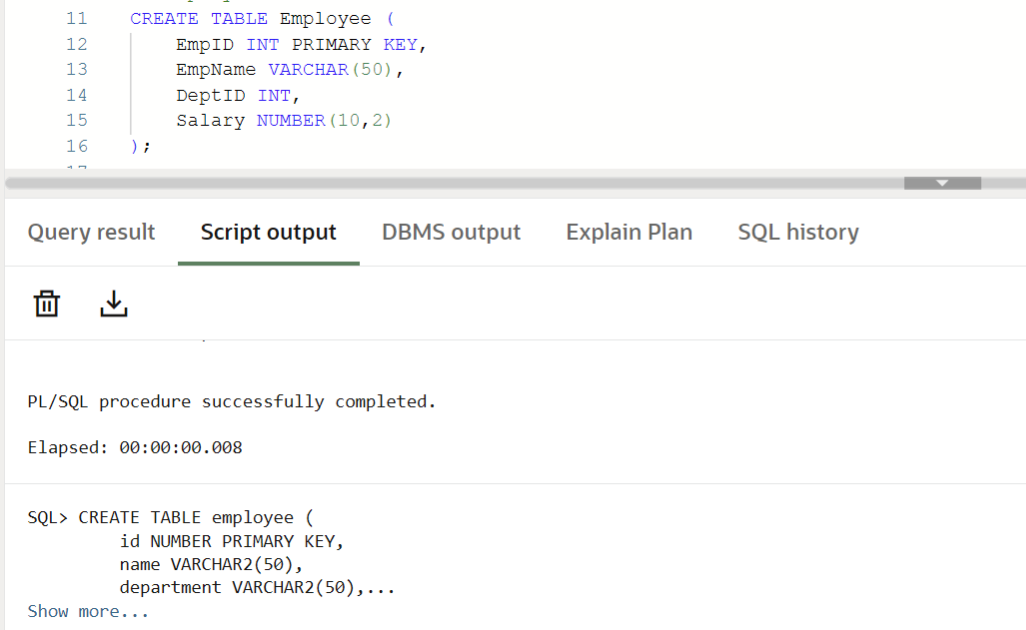 11 CREATE TABLE Employee (
12 EmpID INT PRIMARY KEY,
13 EmpName VARCHAR(50),
14 DeptID INT,
15 Salary NUMBER(10,2)
16 );
Query result Script output DBMS output Explain Plan SQL history
PL/SQL procedure successfully completed.
Elapsed: 00:00:00.008
SQL> CREATE TABLE employee (
id NUMBER PRIMARY KEY,
name VARCHAR2(50),
department VARCHAR2(50),...
Show more...